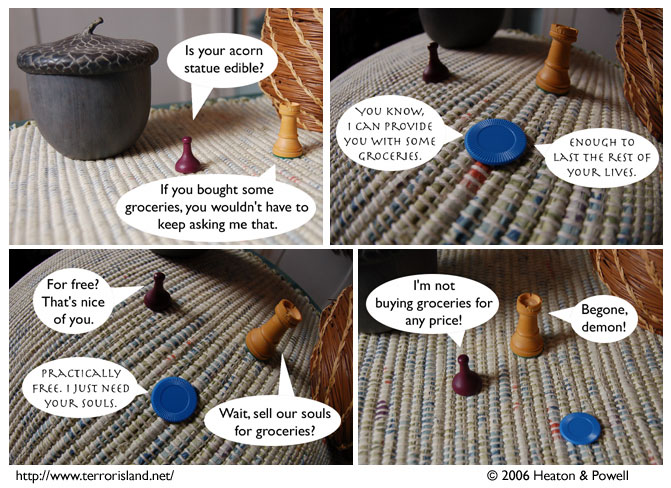 Is your acorn
statue edible?
If you bought some
groceries, you wouldn't have to
keep asking me that.
You know,
I can provide
you with some
groceries.
Enough to
last the rest of
your lives.
For free?
That's nice
of you.
Practically
free. I just need
your souls.
Wait, sell our souls
for groceries?
I'm not
buying groceries for
any price!
Begone,
demon!
http://www.terrorisland.net/
© 2006 Heaton & Powell